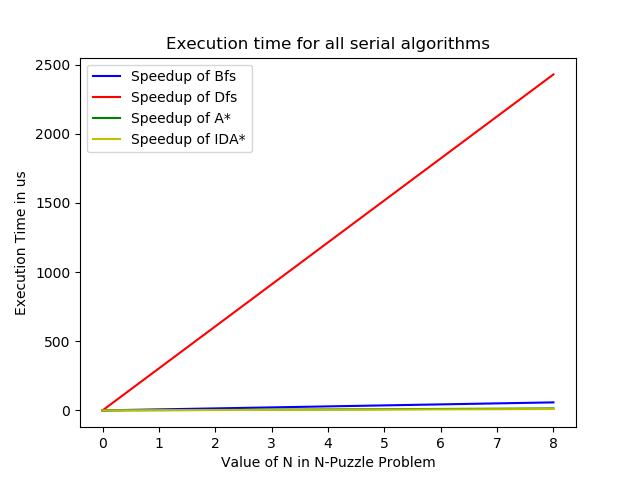 Execution time for all serial algorithms
Speedup of Bfs
Speedup of Dfs
Speedup of A*
Speedup of IDA*
Execution Time in us
2500
2000
1500
1000
500
0
0 1 2 3 4 5 6 7 8
Value of N in N-Puzzle Problem